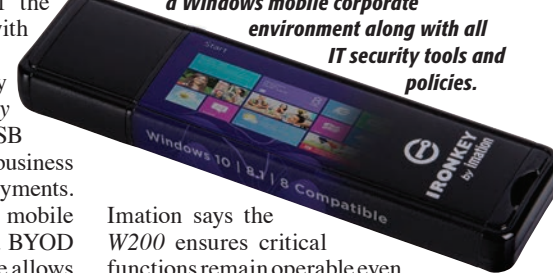 the
with
SB
business
yments.
mobile
BYOD
allows
a Windows mobile corporate
environment along with all
IT security tools and
policies.
Start
Windows 10 | 8.1 | 8 Compatible
IRONKEY
by imation
Imation says the
W200 ensures critical
functions remain operable even